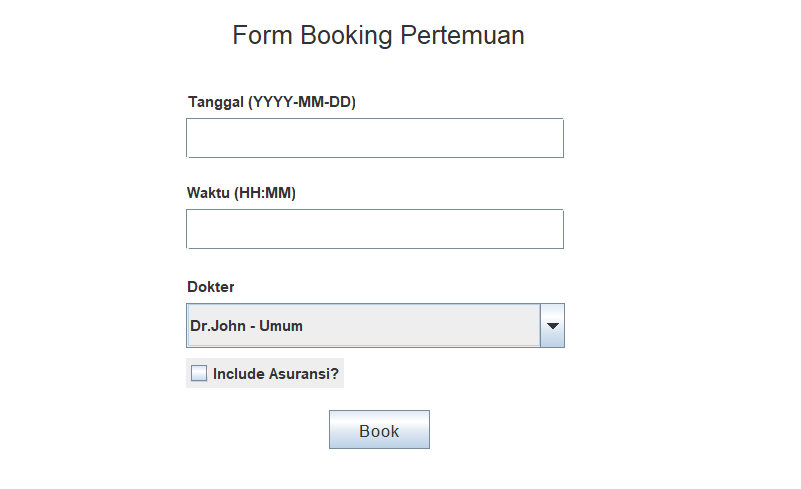 Form Booking Pertemuan
Tanggal (YYYY-MM-DD)
Waktu (HH:MM)
Dokter
Dr.John - Umum
Include Asuransi?
Book